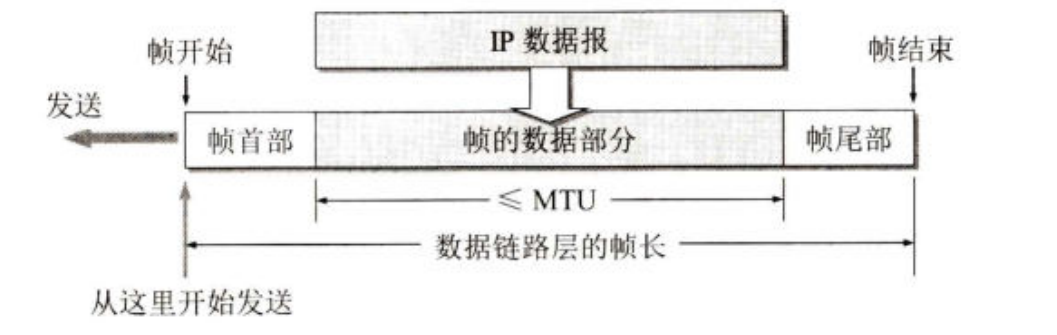 IP 数据报
帧开始
帧结束
发送
帧首部
帧的数据部分
帧尾部
≤ MTU
数据链路层的帧长
从这里开始发送